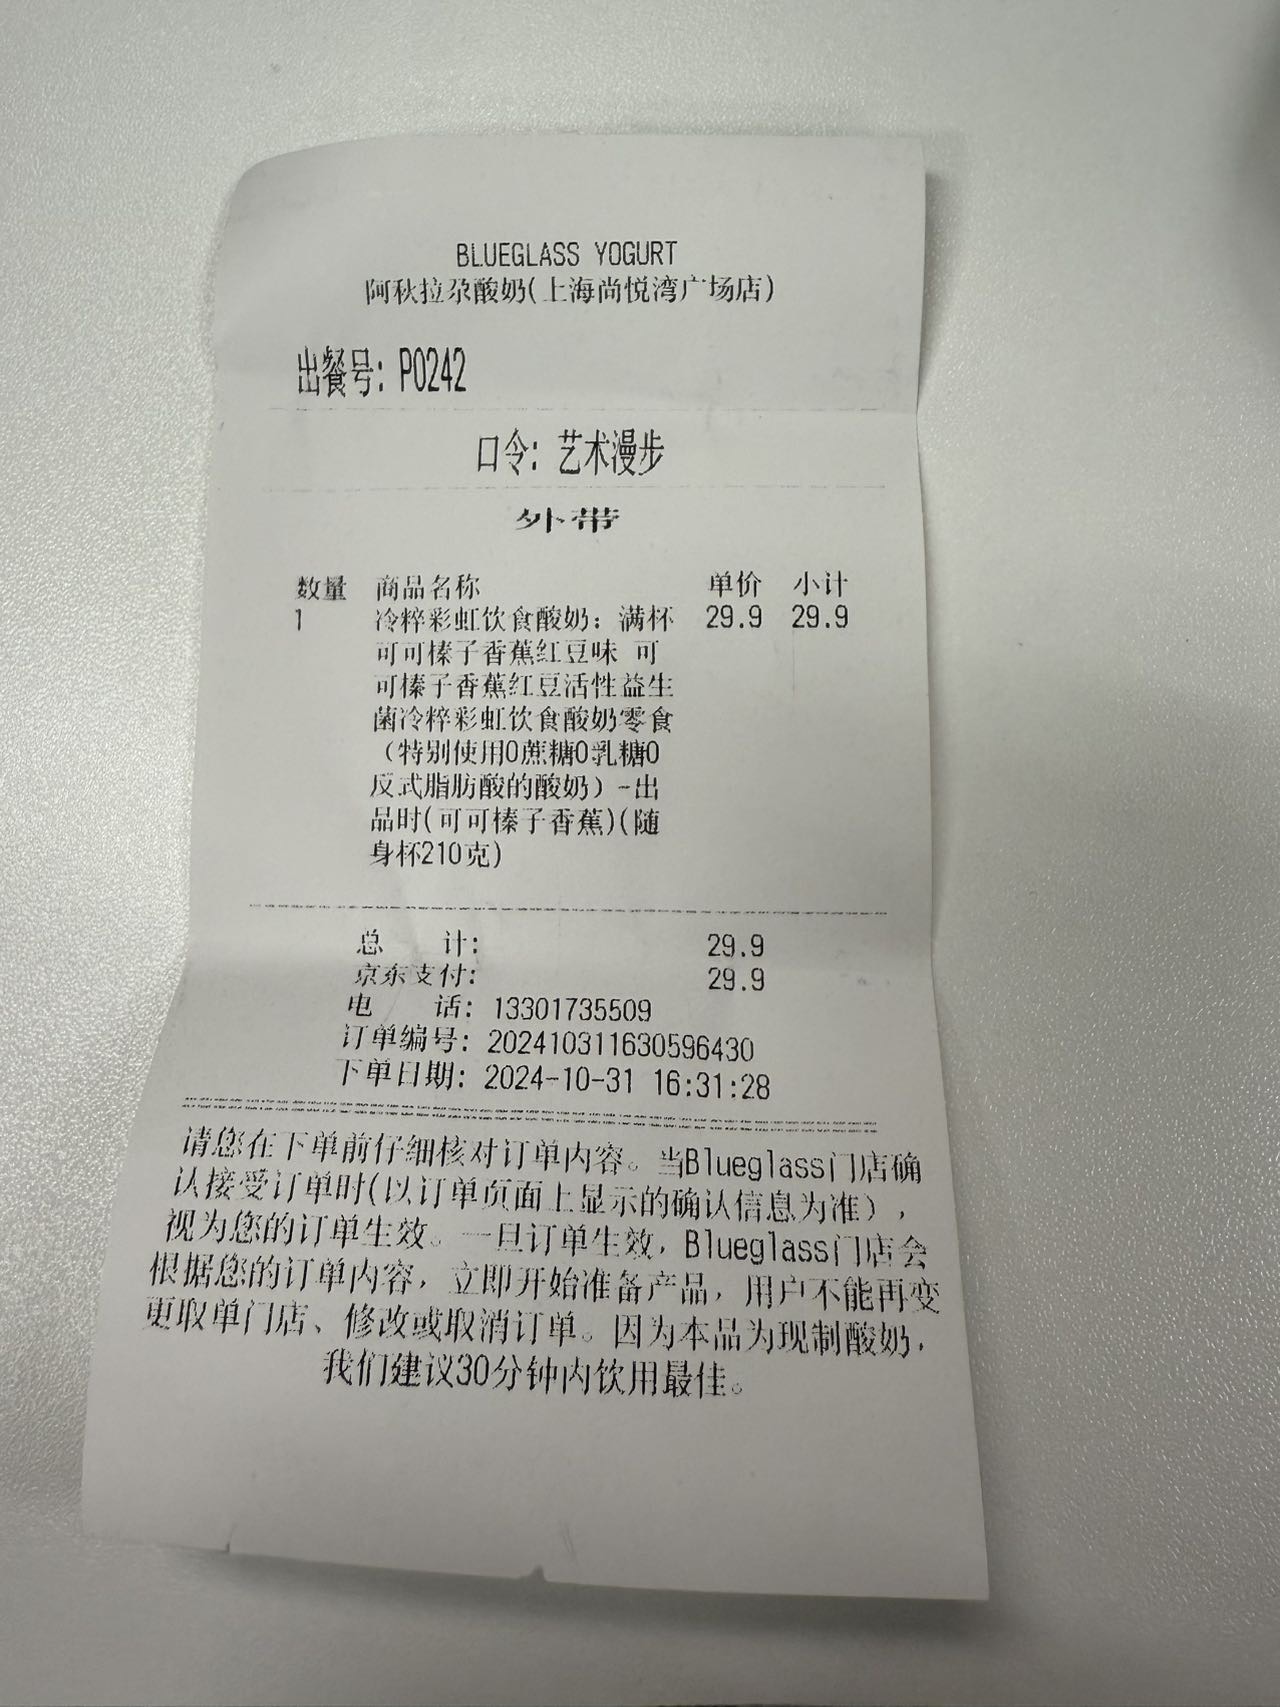 BLUEGLASS YOGURT
阿秋拉尕酸奶(上海尚悦湾广场店)
出餐号: P0242
口令: 艺术漫步
外带
数量 商品名称 单价 小计
1 冷粹彩虹饮食酸奶：满杯 29.9 29.9
可可榛子香蕉红豆味 可
可榛子香蕉红豆活性益生
菌冷粹彩虹饮食酸奶零食
（特别使用0蔗糖0乳糖0
反式脂肪酸的酸奶）-出
品时(可可榛子香蕉)(随
身杯210克)
总 计: 29.9
京东支付: 29.9
电 话: 13301735509
订单编号: 202410311630596430
下单日期: 2024-10-31 16:31:28
请您在下单前仔细核对订单内容。当Blueglass门店确
认接受订单时(以订单页面上显示的确认信息为准)，
视为您的订单生效。一旦订单生效，Blueglass门店会
根据您的订单内容，立即开始准备产品，用户不能再变
更取单门店、修改或取消订单。因为本品为现制酸奶，
我们建议30分钟内饮用最佳。